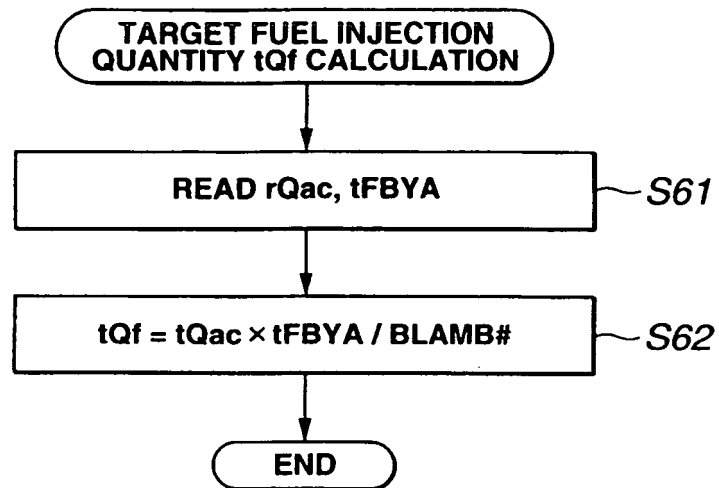 TARGET FUEL INJECTION
QUANTITY tQf CALCULATION
READ rQac, tFBYA
S61
tQf = tQac × tFBYA / BLAMB#
S62
END